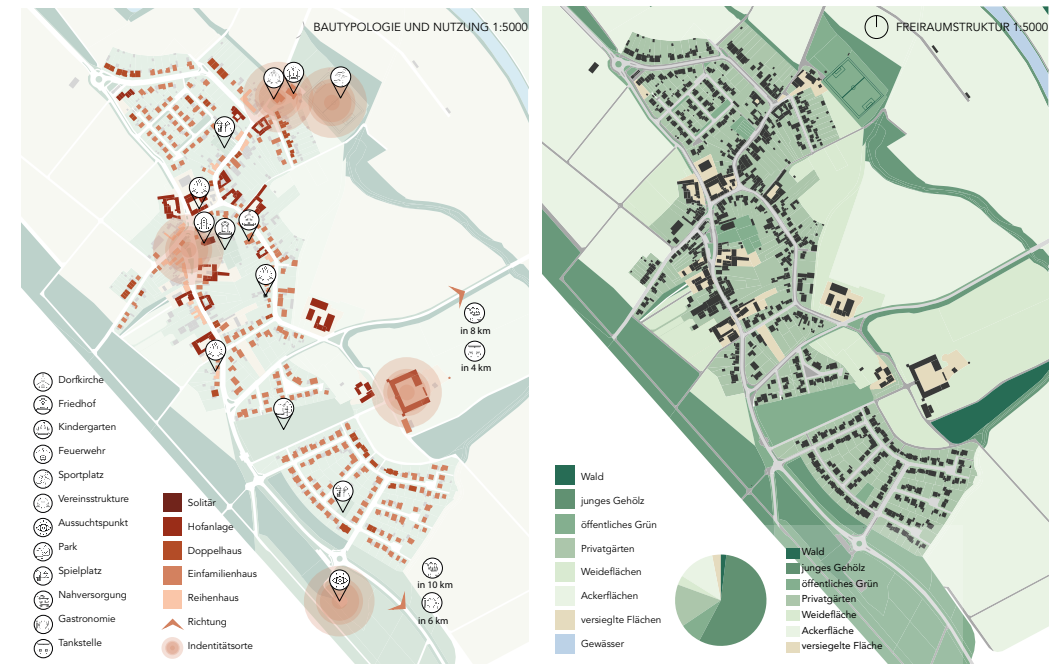 BAUTYPOLOGIE UND NUTZUNG 1:5000
in 8 km
in 4 km
Dorfkirche
Friedhof
Kindergarten
Feuerwehr
Sportplatz
Vereinsstrukture
Aussuchtspunkt
Park
Spielplatz
Nahversorgung
Gastronomie
Tankstelle
Solitär
Hofanlage
Doppelhaus
Einfamilienhaus
Reihenhaus
Richtung
Indentitätsorte
in 10 km
in 6 km
FREIRAUMSTRUKTUR 1:5000
Wald
junges Gehölz
öffentliches Grün
Privatgärten
Weideflächen
Ackerflächen
versieglte Flächen
Gewässer
Wald
junges Gehölz
öffentliches Grün
Privatgärten
Weidefläche
Ackerfläche
versiegelte Fläche